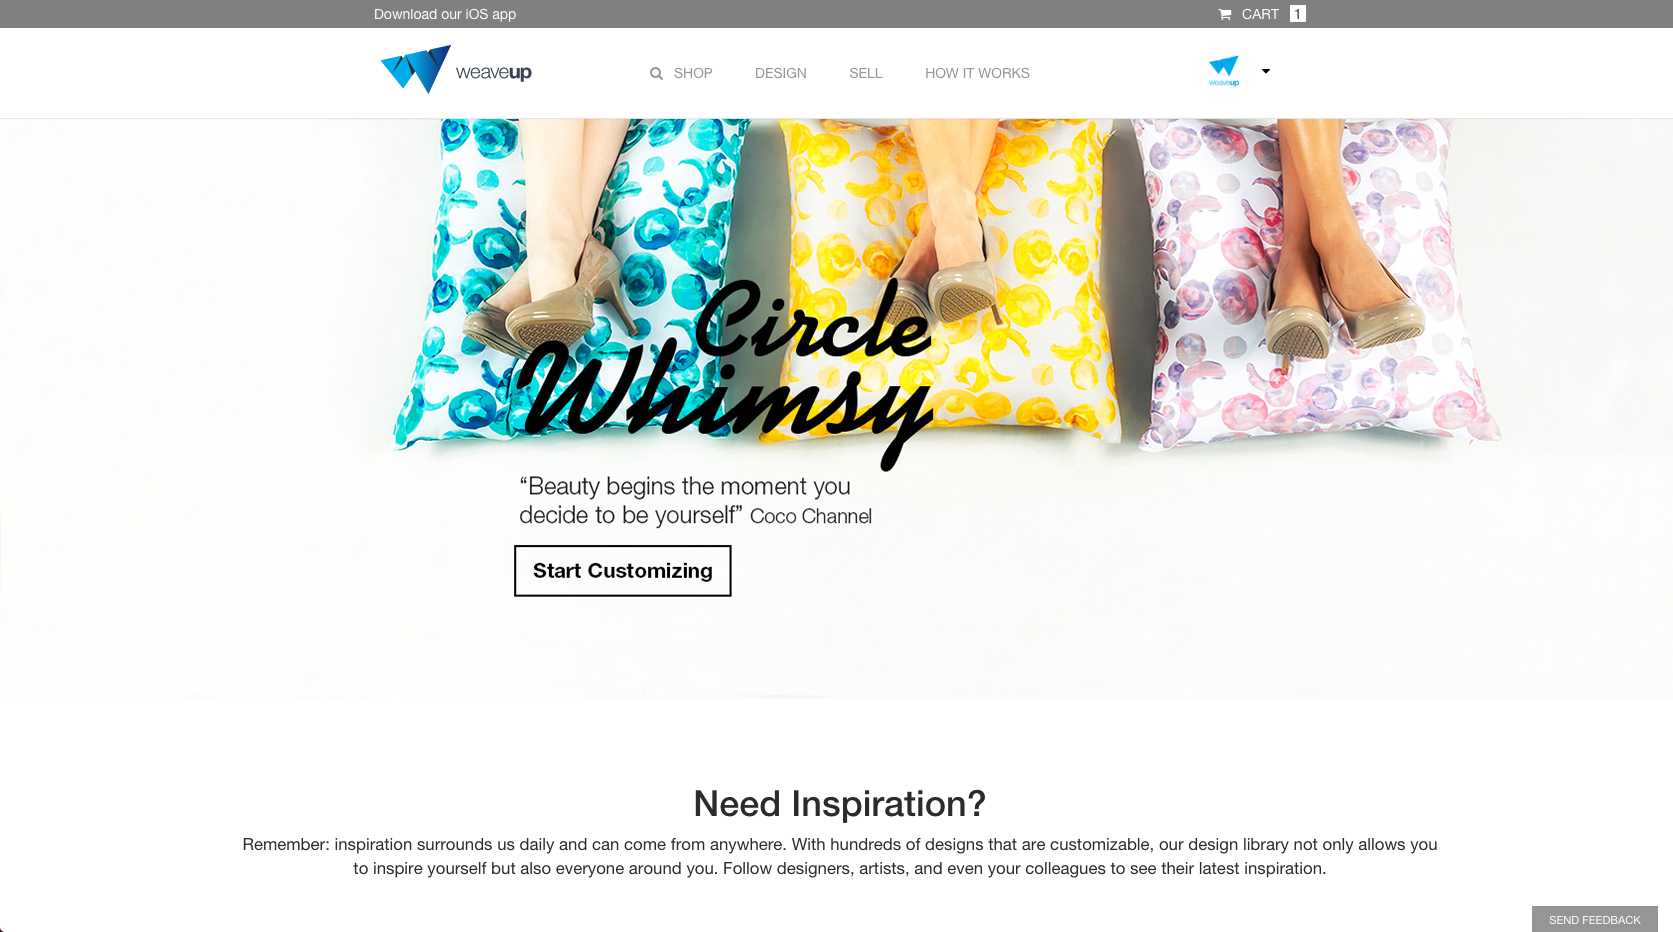 Download our iOS app
CART 1
weaveup
SHOP DESIGN SELL HOW IT WORKS
weaveup
Circle
Whimsy
“Beauty begins the moment you
decide to be yourself” Coco Channel
Start Customizing
Need Inspiration?
Remember: inspiration surrounds us daily and can come from anywhere. With hundreds of designs that are customizable, our design library not only allows you
to inspire yourself but also everyone around you. Follow designers, artists, and even your colleagues to see their latest inspiration.
SEND FEEDBACK